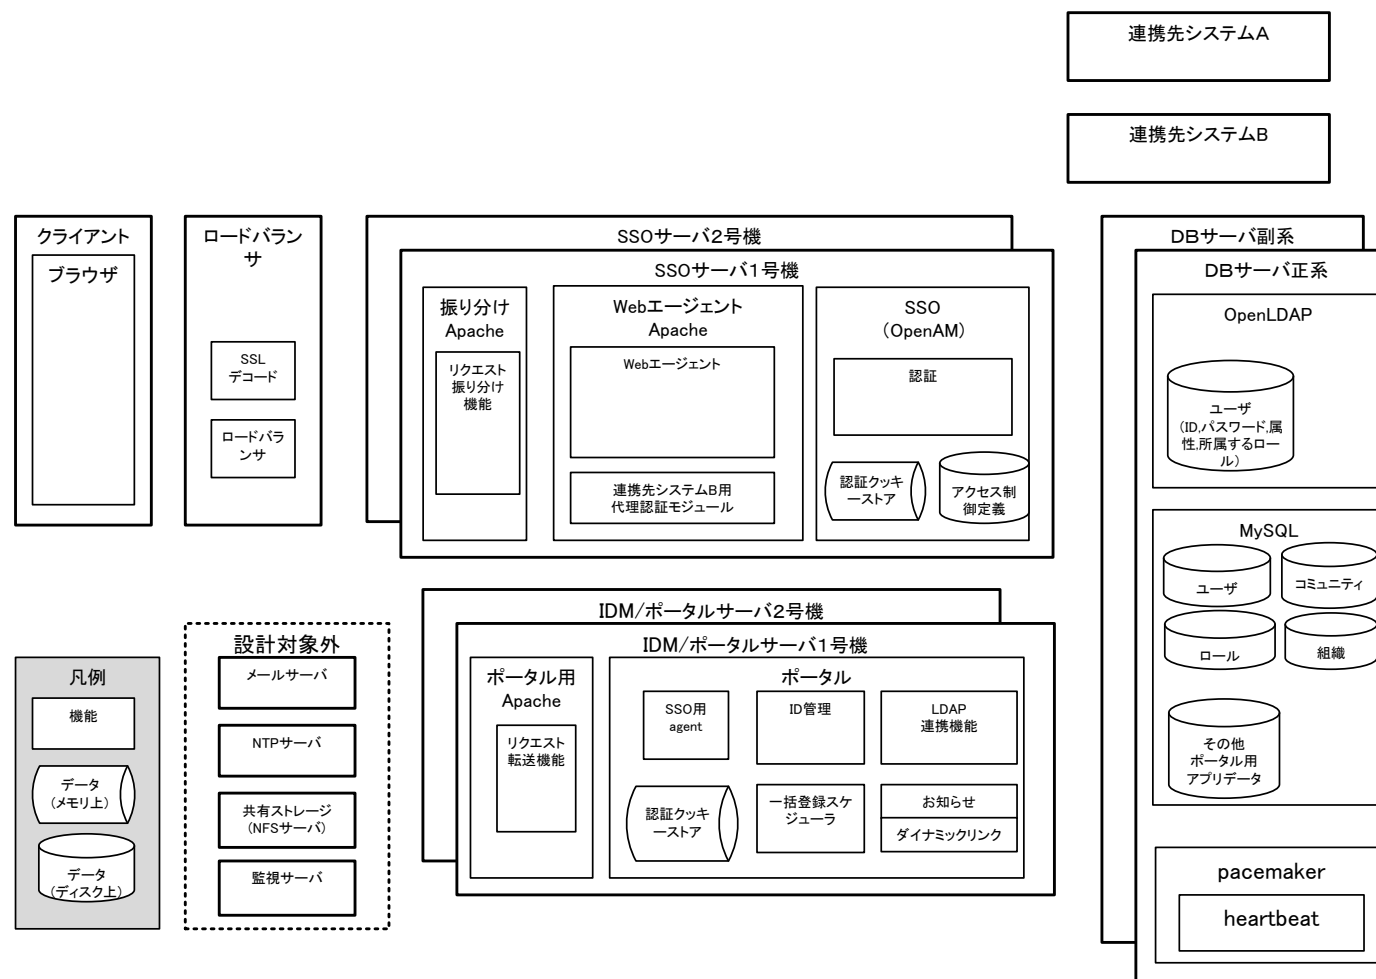 連携先システムA
連携先システムB
クライアント
ブラウザ
ロードバラン
サ
SSL
デコード
ロードバラ
ンサ
SSOサーバ2号機
SSOサーバ1号機
振り分け
Apache
リクエスト
振り分け
機能
Webエージェント
Apache
Webエージェント
連携先システムB用
代理認証モジュール
SSO
(OpenAM)
認証
認証クッキ
ーストア
アクセス制
御定義
DBサーバ副系
DBサーバ正系
OpenLDAP
ユーザ
(ID,パスワード,属
性,所属するロー
ル)
MySQL
ユーザ
コミュニティ
ロール
組織
その他
ポータル用
アプリデータ
pacemaker
heartbeat
凡例
機能
データ
(メモリ上)
データ
(ディスク上)
設計対象外
メールサーバ
NTPサーバ
共有ストレージ
(NFSサーバ)
監視サーバ
IDM/ポータルサーバ2号機
IDM/ポータルサーバ1号機
ポータル用
Apache
リクエスト
転送機能
ポータル
SSO用
agent
ID管理
LDAP
連携機能
認証クッキ
ーストア
一括登録スケ
ジューラ
お知らせ
ダイナミックリンク